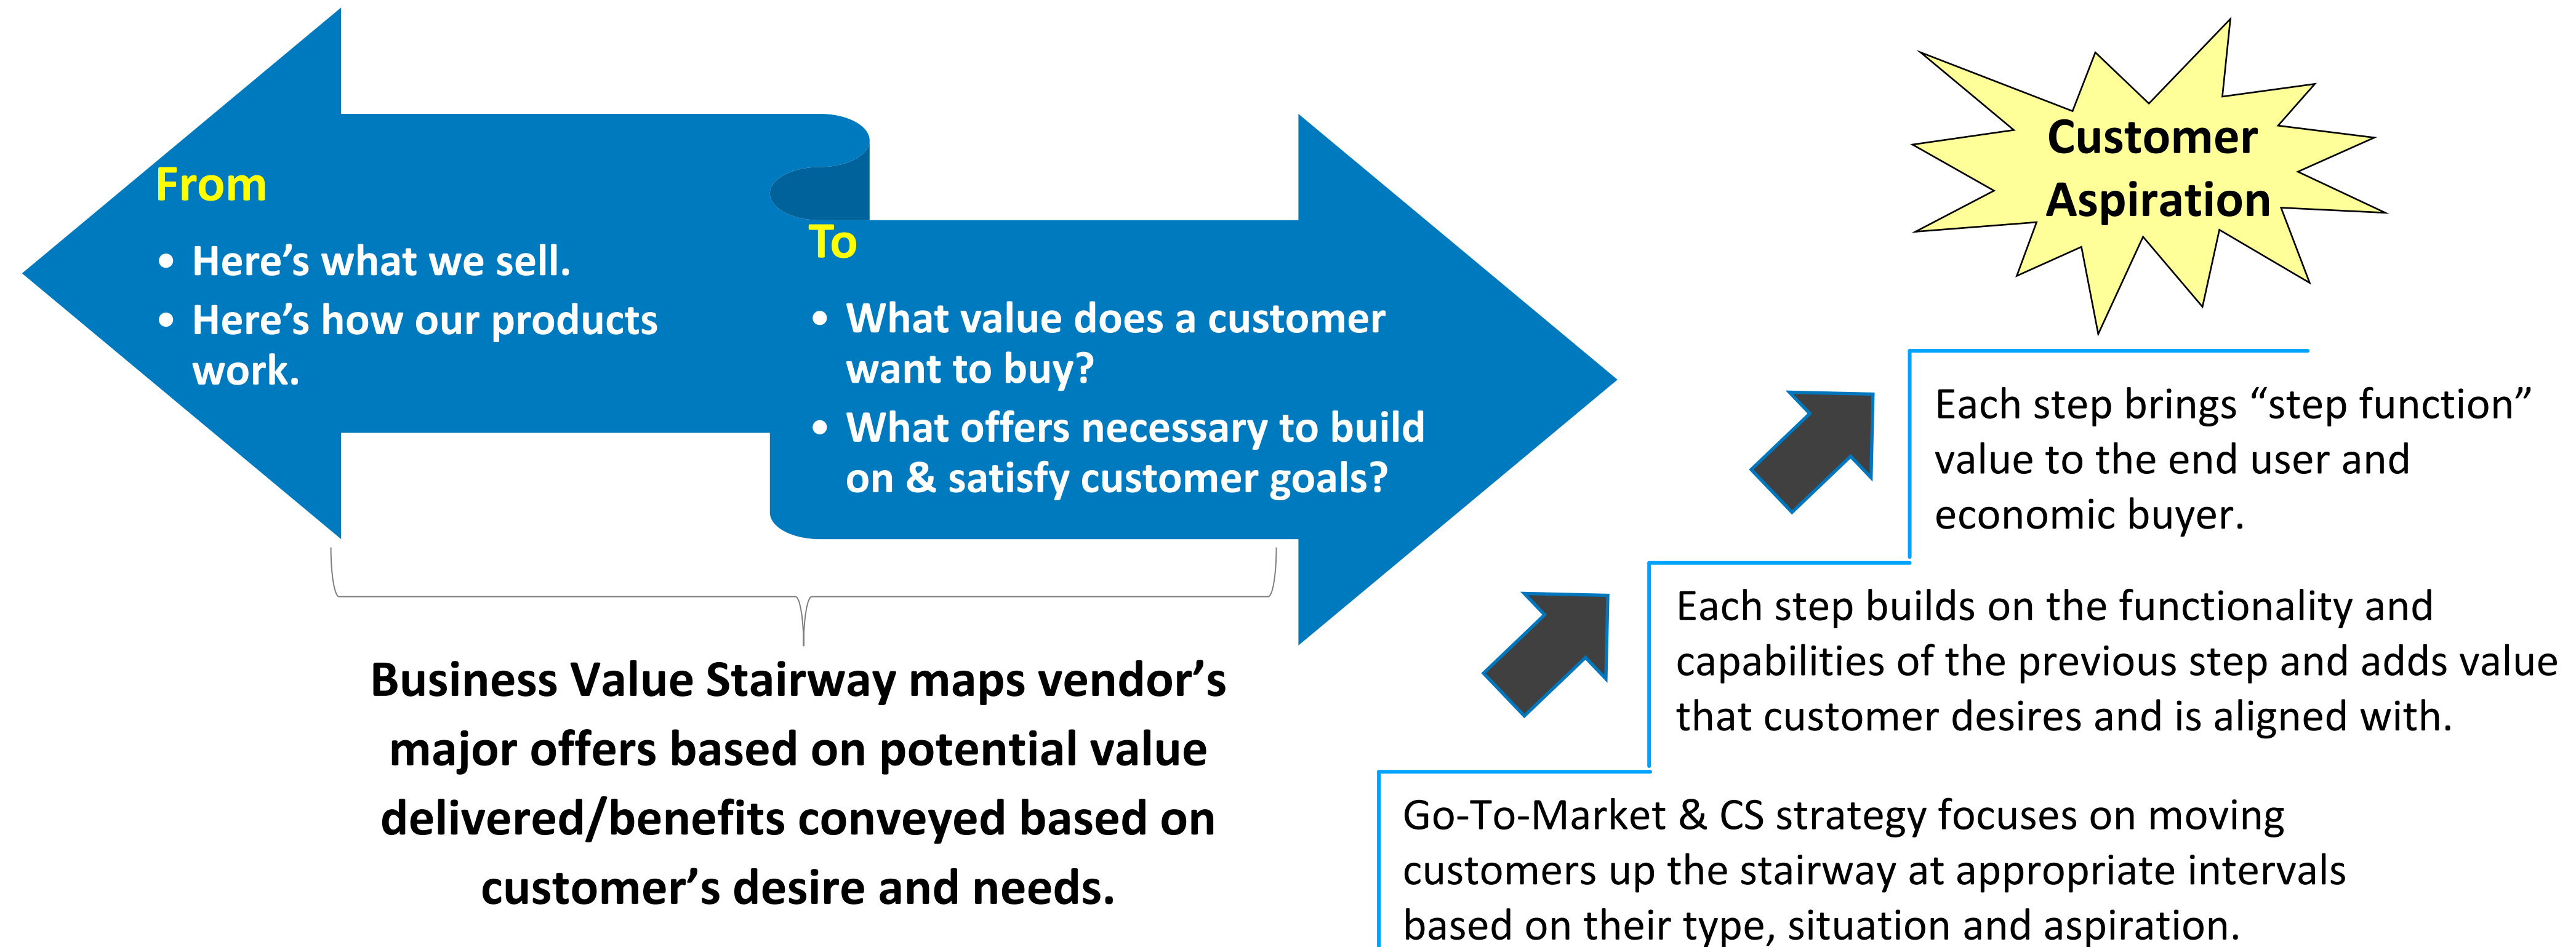 From
• Here’s what we sell.
• Here’s how our products
work.
To
• What value does a customer
want to buy?
• What offers necessary to build
on & satisfy customer goals?
Business Value Stairway maps vendor’s
major offers based on potential value
delivered/benefits conveyed based on
customer’s desire and needs.
Customer
Aspiration
Each step brings “step function”
value to the end user and
economic buyer.
Each step builds on the functionality and
capabilities of the previous step and adds value
that customer desires and is aligned with.
Go-To-Market & CS strategy focuses on moving
customers up the stairway at appropriate intervals
based on their type, situation and aspiration.